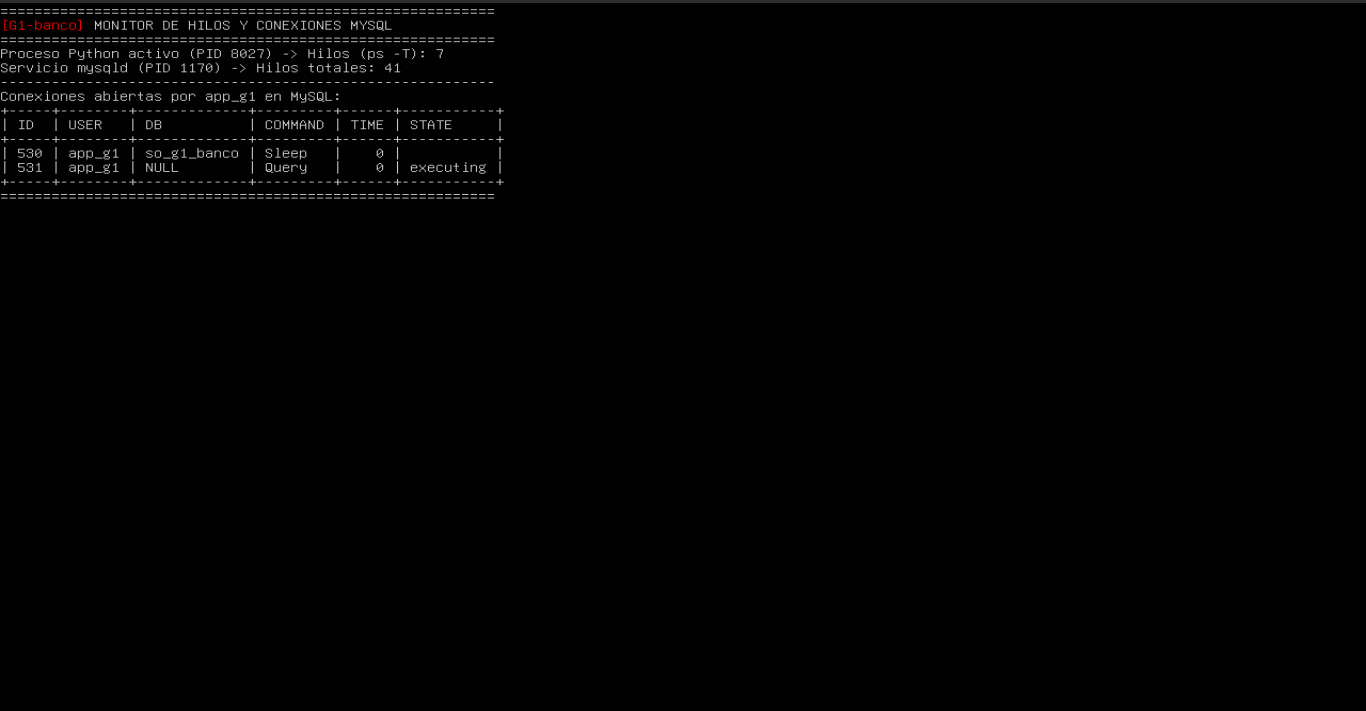 ==========================================================
[G1-banco] MONITOR DE HILOS Y CONEXIONES MYSQL
==========================================================
Proceso Python activo (PID 8027) -> Hilos (ps -T): 7
Servicio mysqld (PID 1170) -> Hilos totales: 41
----------------------------------------------------------
Conexiones abiertas por app_g1 en MySQL:
+-----+--------+-------------+---------+------+-----------+
| ID  | USER   | DB          | COMMAND | TIME | STATE     |
+-----+--------+-------------+---------+------+-----------+
| 530 | app_g1 | so_g1_banco | Sleep   |    0 |           |
| 531 | app_g1 | NULL        | Query   |    0 | executing |
+-----+--------+-------------+---------+------+-----------+
==========================================================